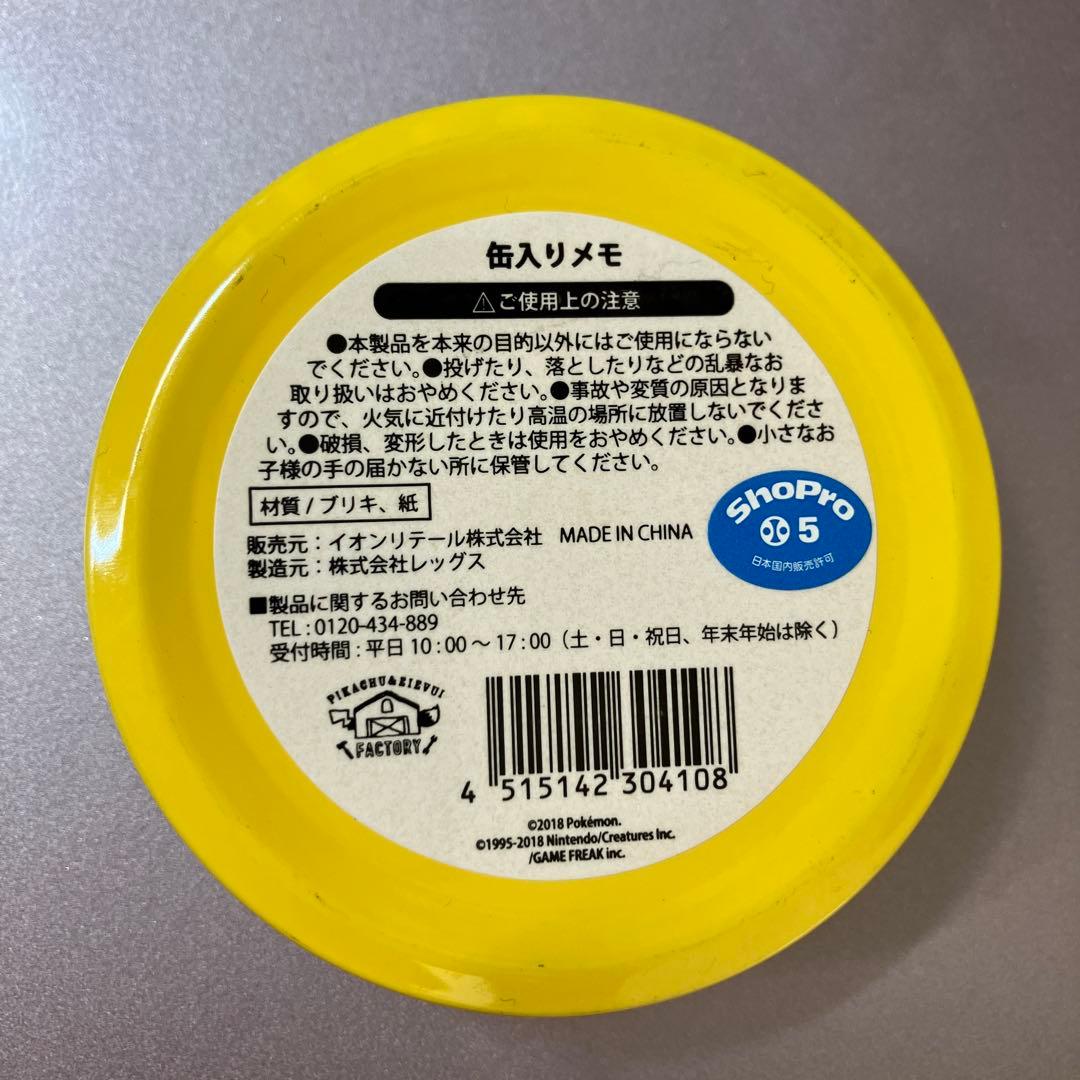 缶入りメモ
⚠ご使用上の注意
●本製品を本来の目的以外にはご使用にならない
でください。●投げたり、落としたりなどの乱暴なお
取り扱いはおやめください。●事故や変質の原因となりま
すので、火気に近付けたり高温の場所に放置しないでくださ
い。●破損、変形したときは使用をおやめください。●小さなお
子様の手の届かない所に保管してください。
材質/ブリキ、紙
ShoPro
5
日本国内販売許可
販売元：イオンリテール株式会社 MADE IN CHINA
製造元：株式会社レッグス
■製品に関するお問い合わせ先
TEL:0120-434-889
受付時間:平日10:00～17:00（土・日・祝日、年末年始は除く）
PIKACHU&EIEVUI
FACTORY
4 515142 304108
©2018 Pokémon.
©1995-2018 Nintendo/Creatures Inc.
/GAME FREAK inc.